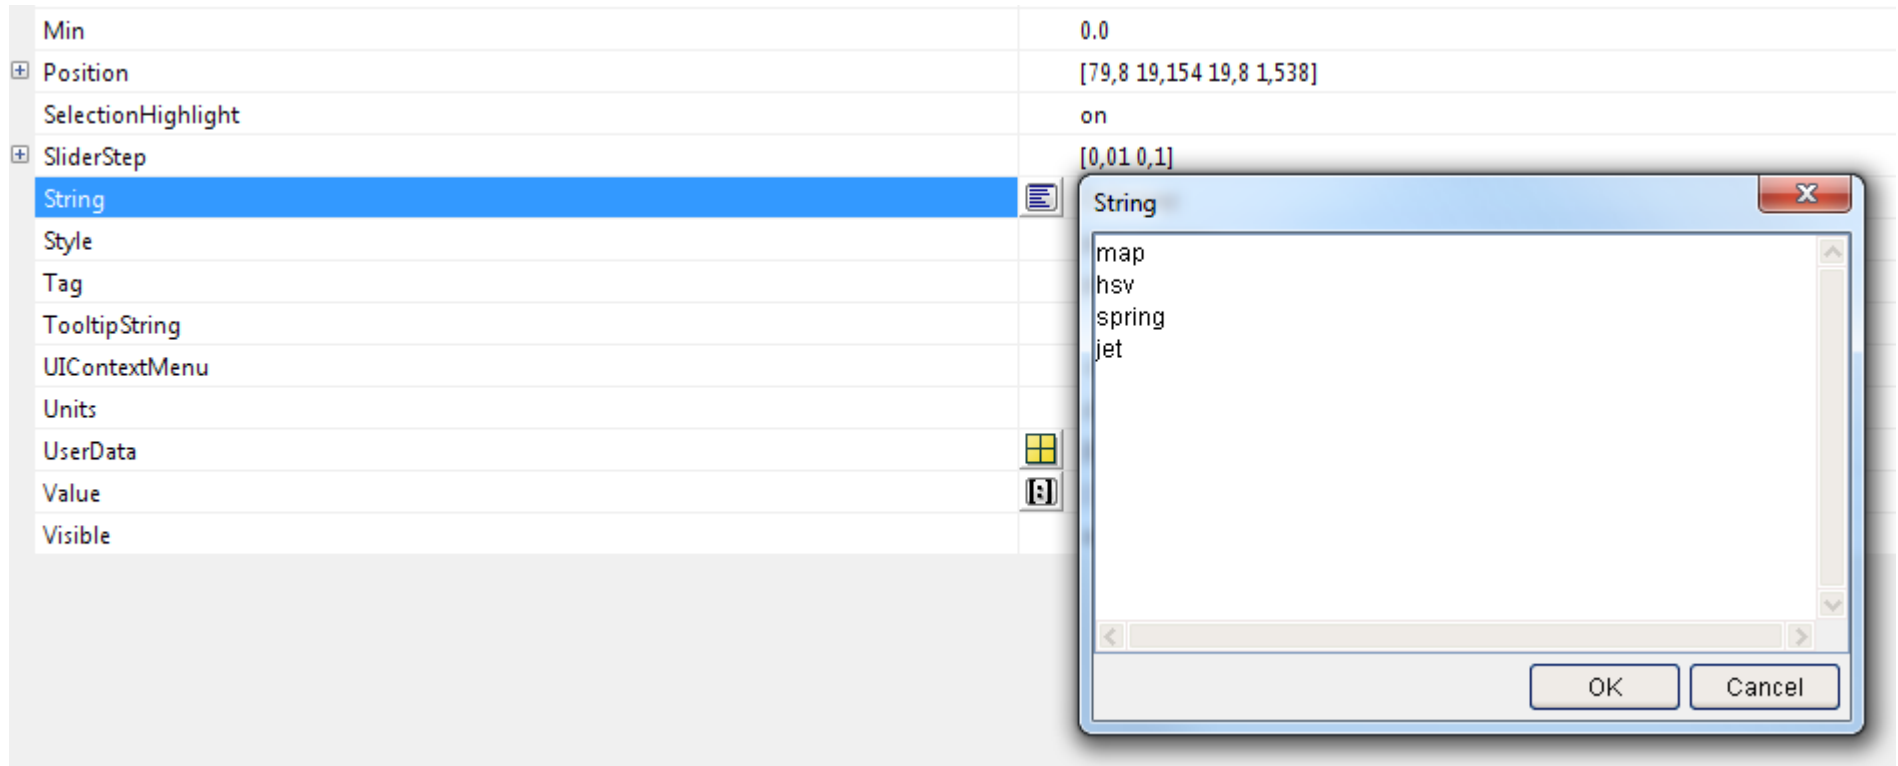 Min 0.0
Position [79,8 19,154 19,8 1,538]
SelectionHighlight on
SliderStep [0,01 0,1]
String
Style
Tag
TooltipString
UIContextMenu
Units
UserData
Value
Visible
String
map
hsv
spring
jet
OK Cancel